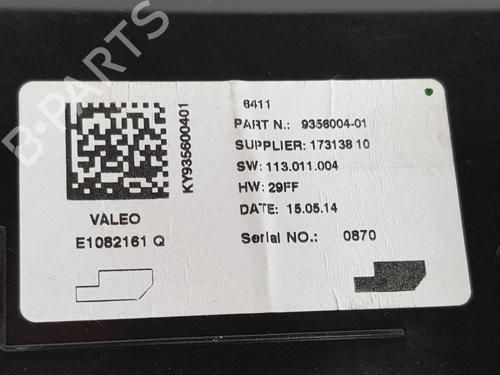 6411
PART N.: 9356004-01
SUPPLIER: 173138 10
SW: 113.011.004
HW: 29FF
DATE: 15.05.14
Serial NO.: 0870
KY935600401
VALEO
E1082161 Q
B-PARTS